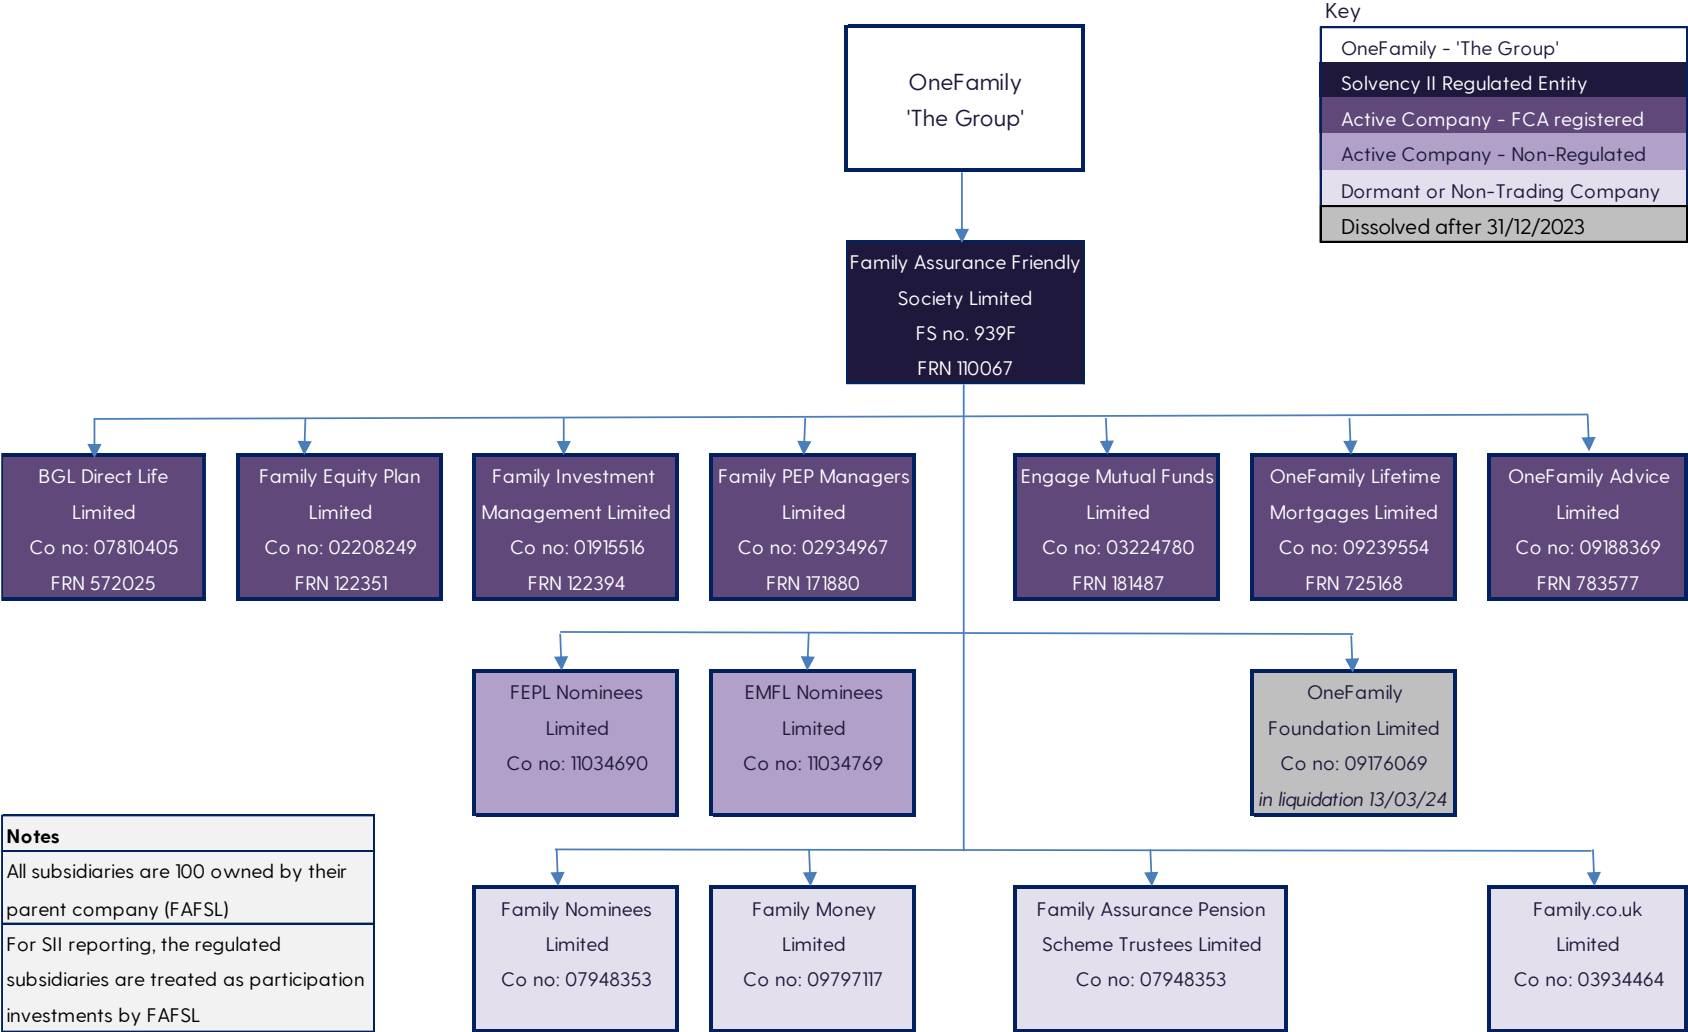 Key
OneFamily - 'The Group'
Solvency II Regulated Entity
Active Company - FCA registered
Active Company - Non-Regulated
Dormant or Non-Trading Company
Dissolved after 31/12/2023
OneFamily
'The Group'
Family Assurance Friendly
Society Limited
FS no. 939F
FRN 110067
BGL Direct Life
Limited
Co no: 07810405
FRN 572025
Family Equity Plan
Limited
Co no: 02208249
FRN 122351
Family Investment
Management Limited
Co no: 01915516
FRN 122394
Family PEP Managers
Limited
Co no: 02934967
FRN 171880
Engage Mutual Funds
Limited
Co no: 03224780
FRN 181487
OneFamily Lifetime
Mortgages Limited
Co no: 09239554
FRN 725168
OneFamily Advice
Limited
Co no: 09188369
FRN 783577
FEPL Nominees
Limited
Co no: 11034690
EMFL Nominees
Limited
Co no: 11034769
OneFamily
Foundation Limited
Co no: 09176069
in liquidation 13/03/24
Notes
All subsidiaries are 100 owned by their
parent company (FAFSL)
For SII reporting, the regulated
subsidiaries are treated as participation
investments by FAFSL
Family Nominees
Limited
Co no: 07948353
Family Money
Limited
Co no: 09797117
Family Assurance Pension
Scheme Trustees Limited
Co no: 07948353
Family.co.uk
Limited
Co no: 03934464